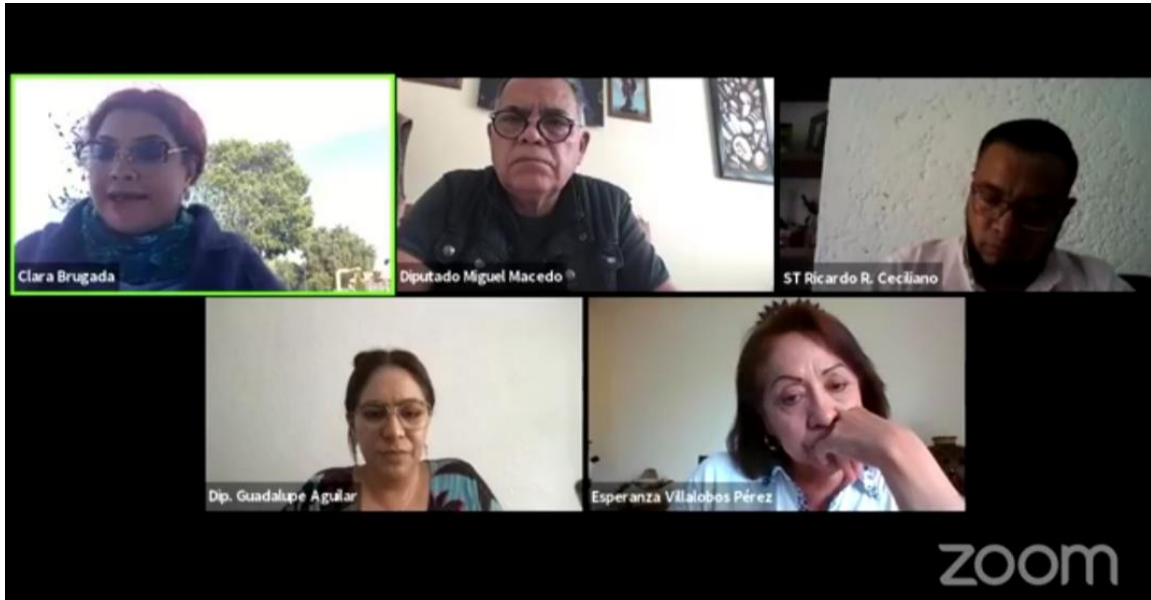 Clara Brugada
Diputado Miguel Macedo
ST Ricardo R. Ceciliano
Dip. Guadalupe Aguilar
Esperanza Villalobos Pérez
zoom